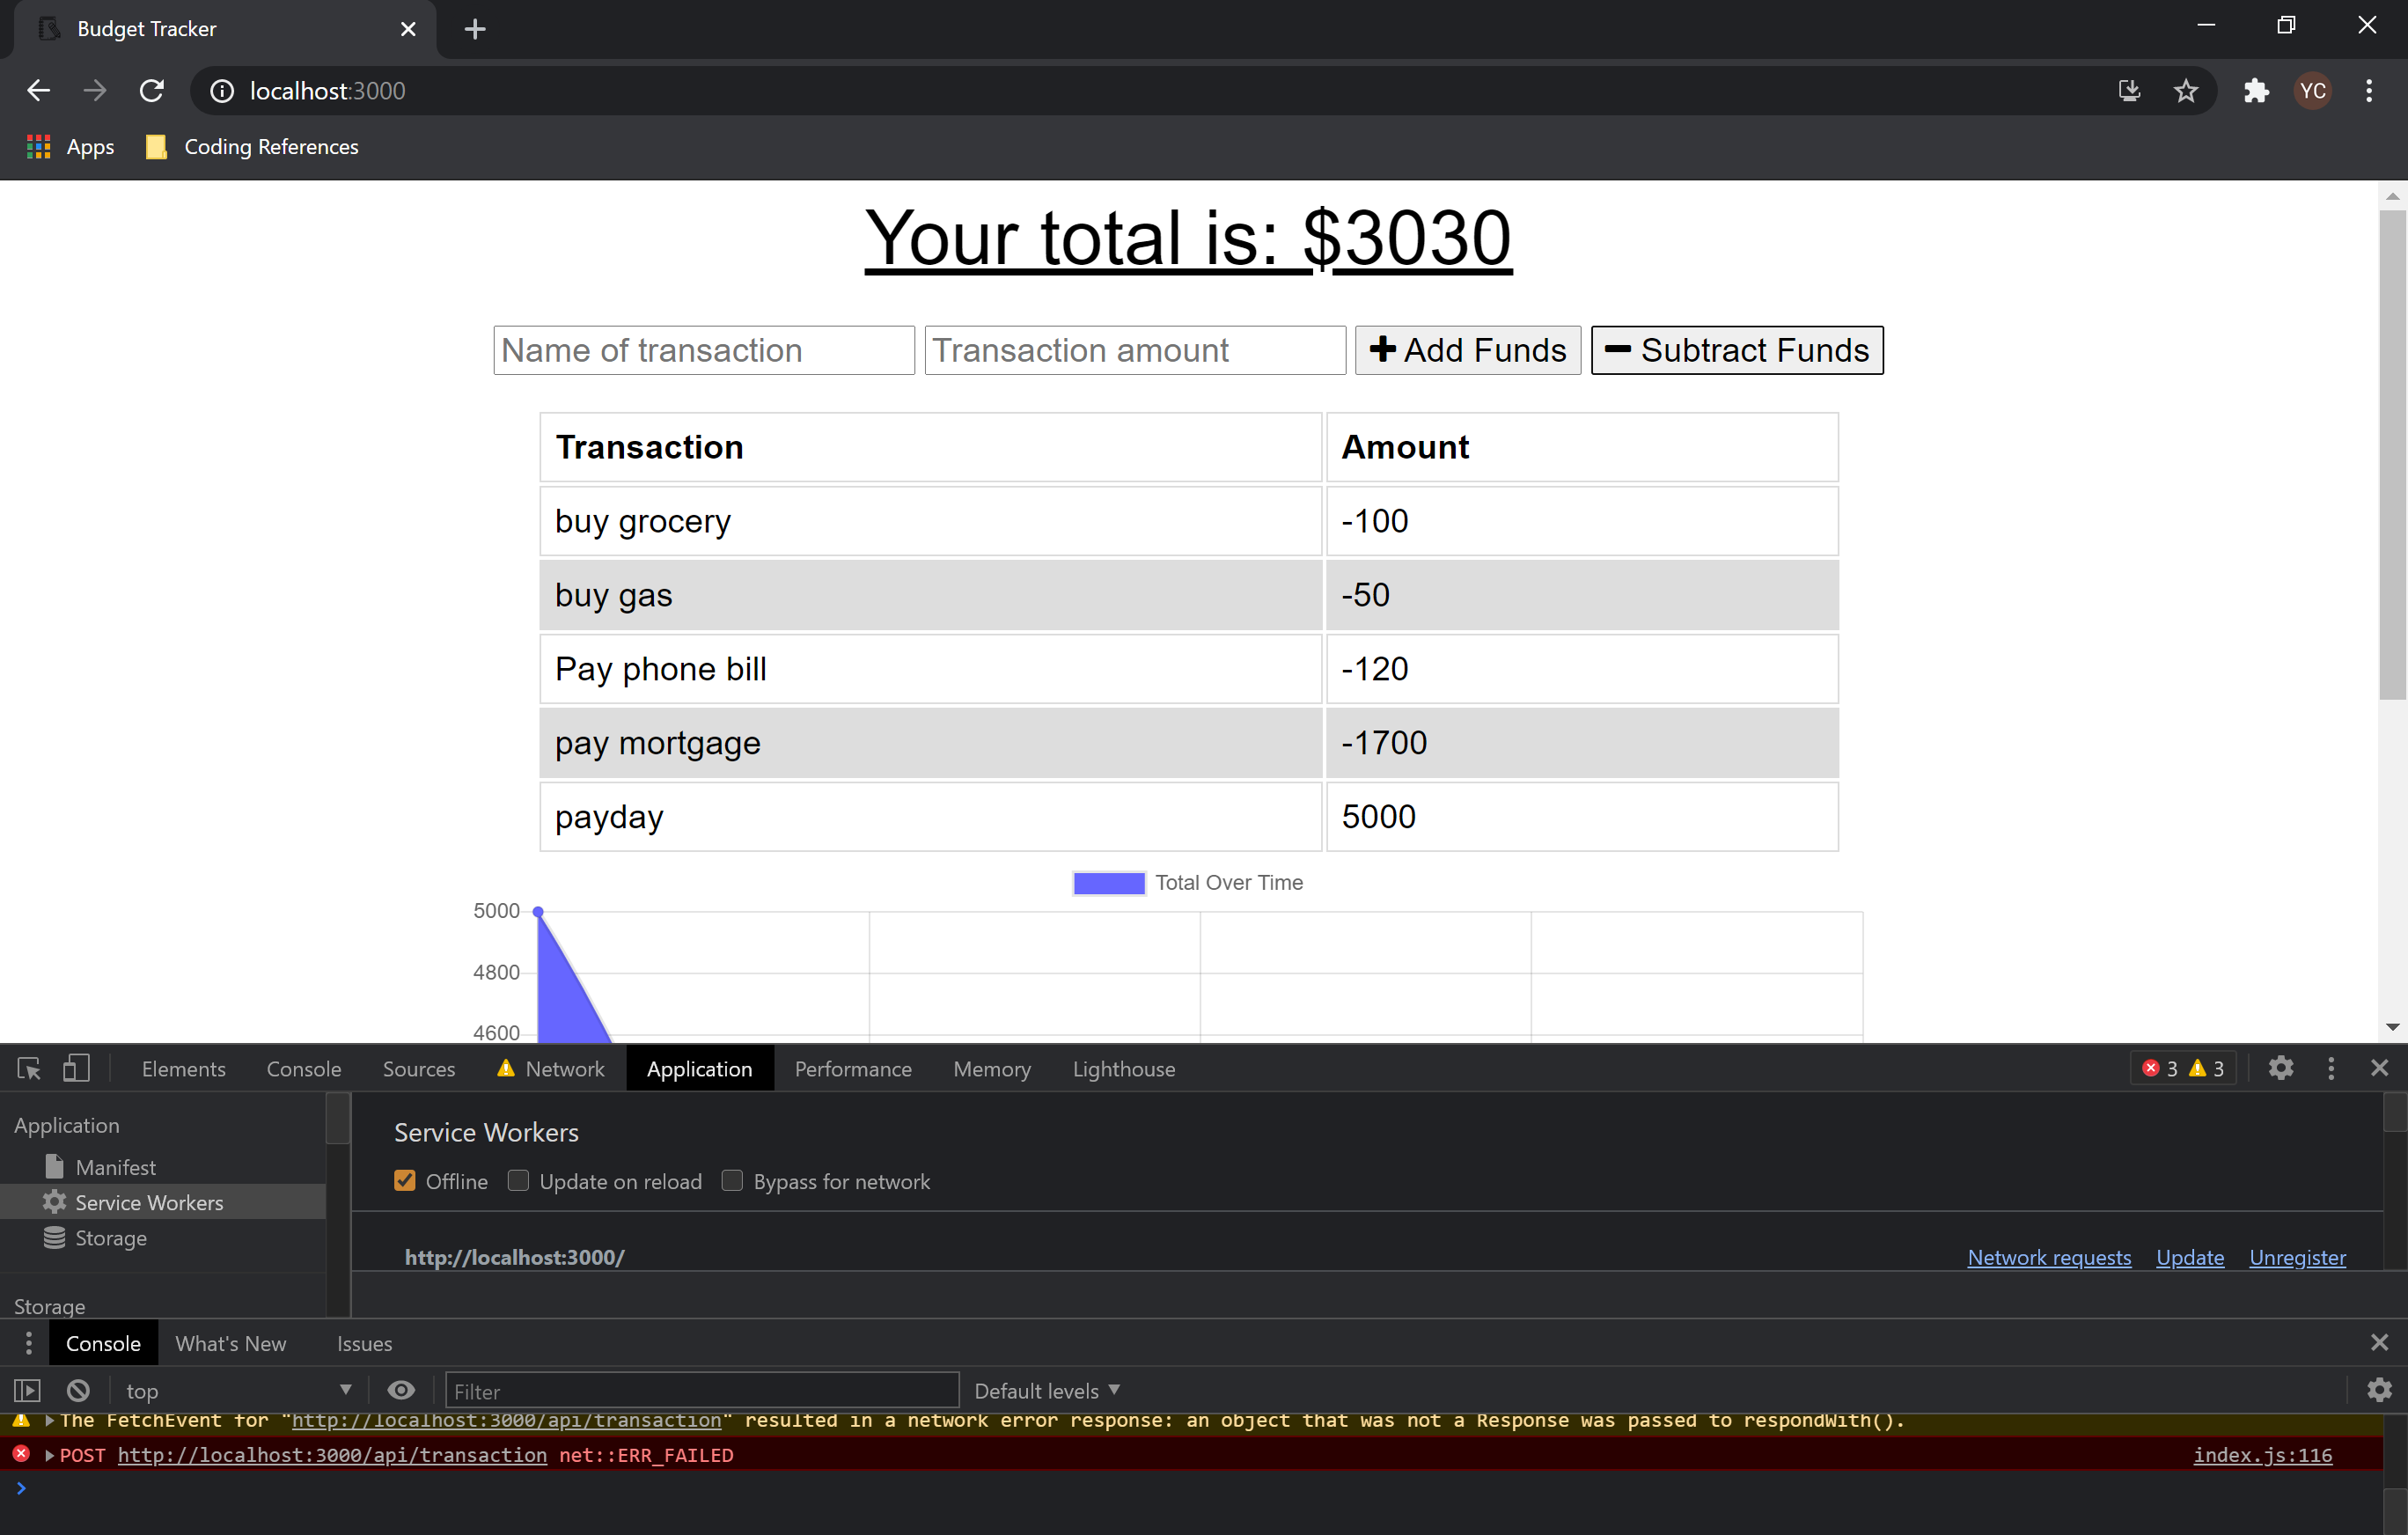 Budget Tracker
localhost:3000
YC
Apps
Coding References
Your total is: $3030
Name of transaction Transaction amount Add Funds Subtract Funds
Transaction Amount
buy grocery -100
buy gas -50
Pay phone bill -120
pay mortgage -1700
payday 5000
Total Over Time
5000
4800
4600
Elements Console Sources Network Application Performance Memory Lighthouse 3 3
Application
Manifest
Service Workers
Storage
Storage
Service Workers
Offline Update on reload Bypass for network
http://localhost:3000/ Network requests Update Unregister
Console What's New Issues
top Filter Default levels
The FetchEvent for "http://localhost:3000/api/transaction" resulted in a network error response: an object that was not a Response was passed to respondWith().
POST http://localhost:3000/api/transaction net::ERR_FAILED index.js:116